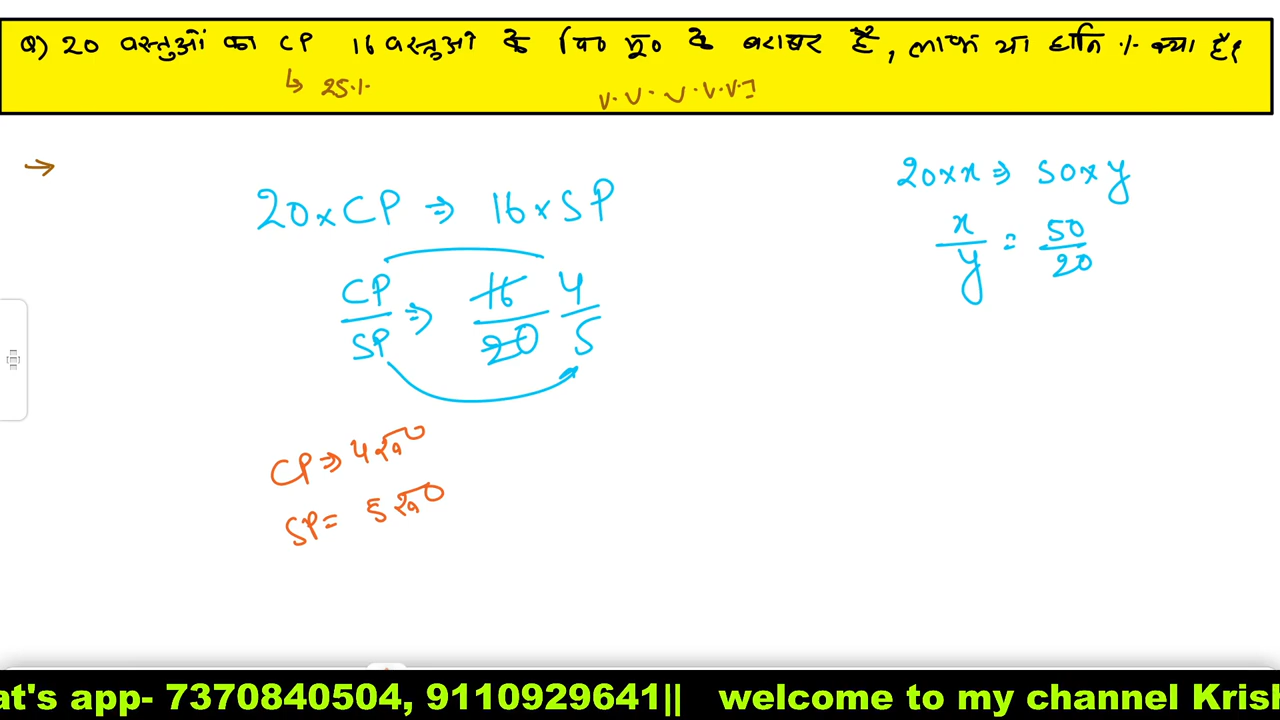 Q) 20 वस्तुओं का CP 16 वस्तुओं के वि० मू० के बराबर है, लाभ या हानि % क्या है?
↳ 25%
V. V. V. V. V. I
→
20 × CP ⇒ 16 × SP
CP/SP ⇒ 16/20 4/5
CP ⇒ 4 रु०
SP = 5 रु०
20 × x ⇒ 50 × y
x/y = 50/20
at's app- 7370840504, 9110929641|| welcome to my channel Krish